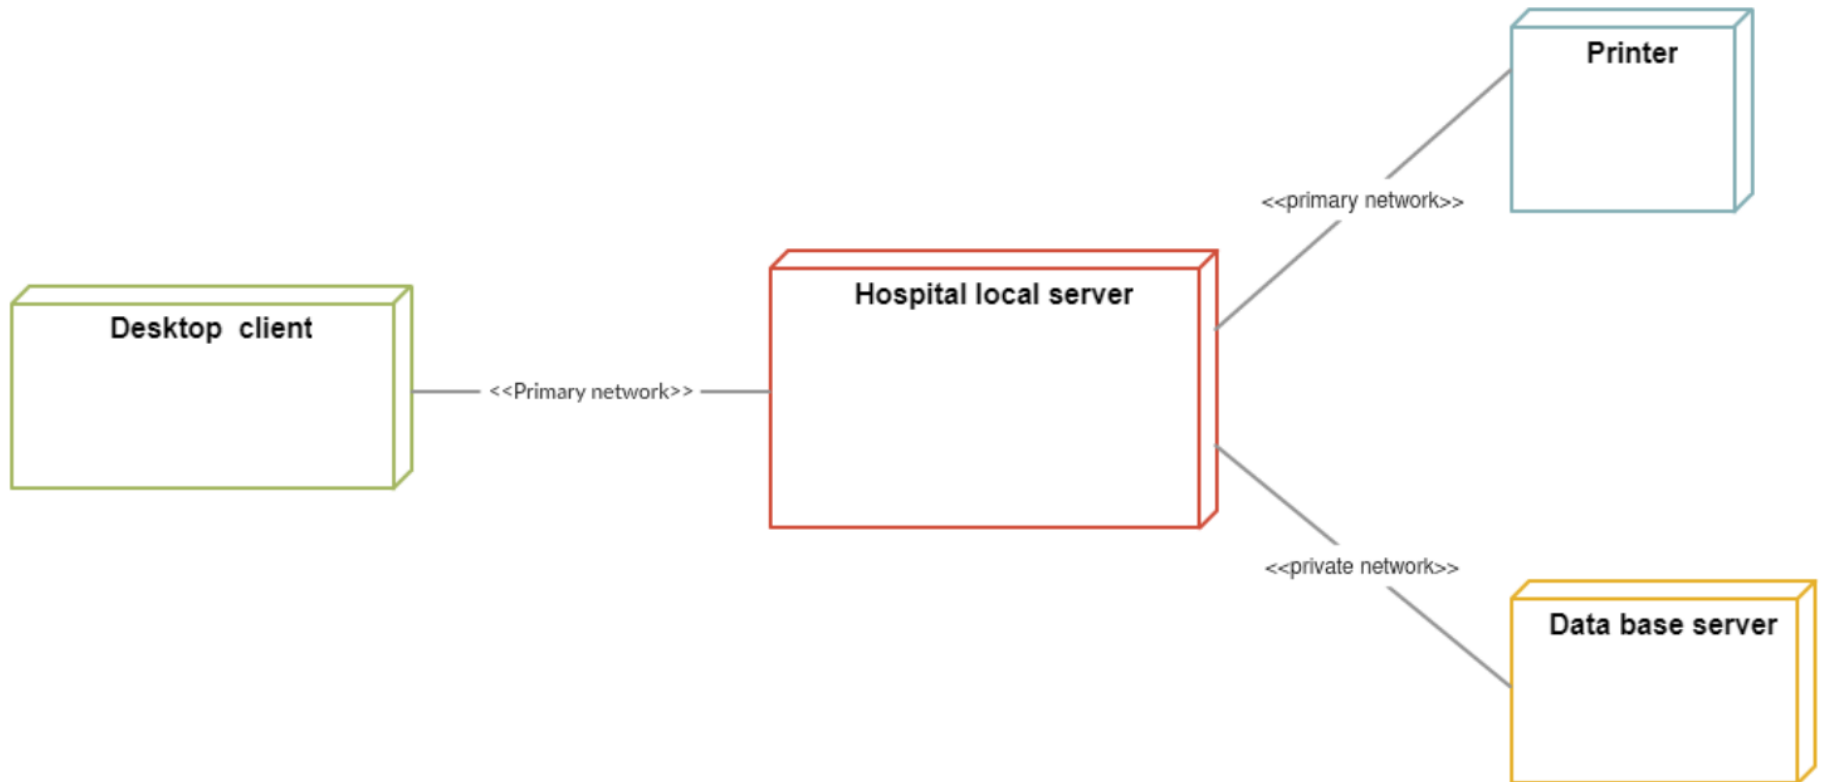 Printer
<<primary network>>
Hospital local server
Desktop  client
<<Primary network>>
<<private network>>
Data base server